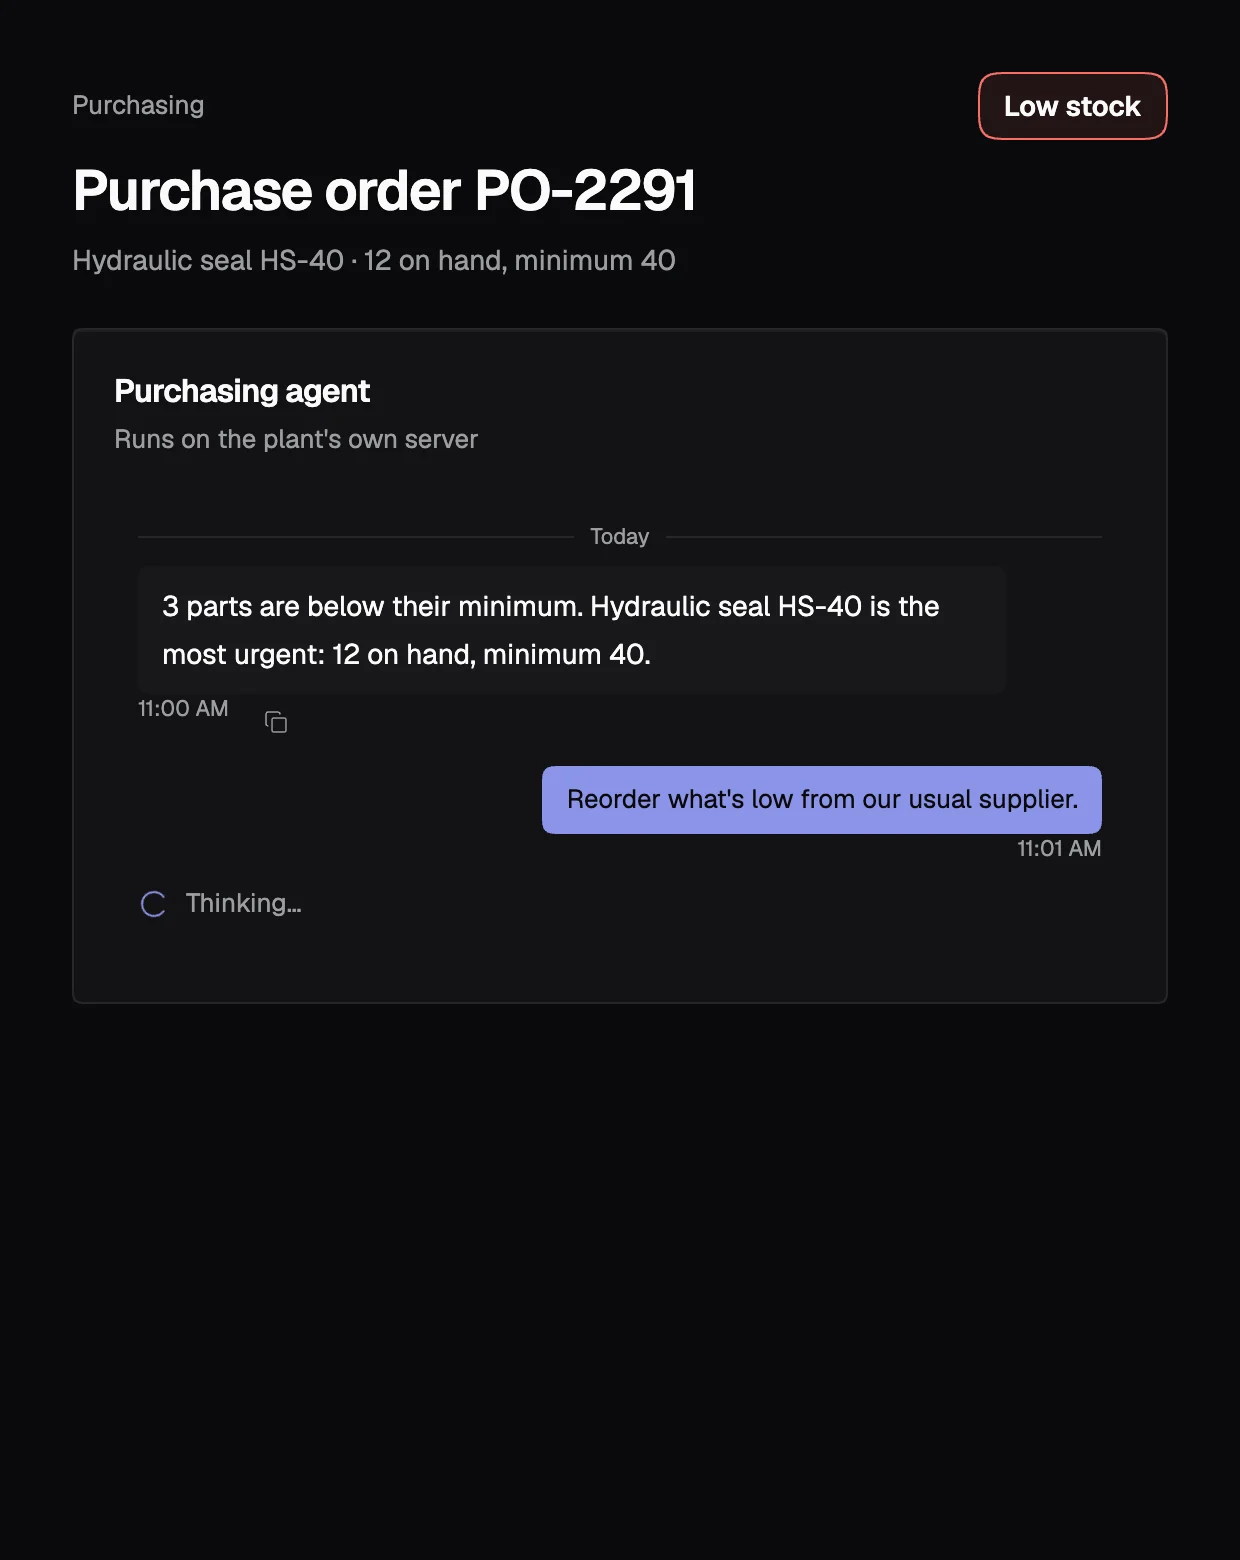 Purchasing
Low stock
Purchase order PO-2291
Hydraulic seal HS-40 · 12 on hand, minimum 40
Purchasing agent
Runs on the plant's own server
Today
3 parts are below their minimum. Hydraulic seal HS-40 is the
most urgent: 12 on hand, minimum 40.
11:00 AM
Reorder what's low from our usual supplier.
11:01 AM
Thinking...